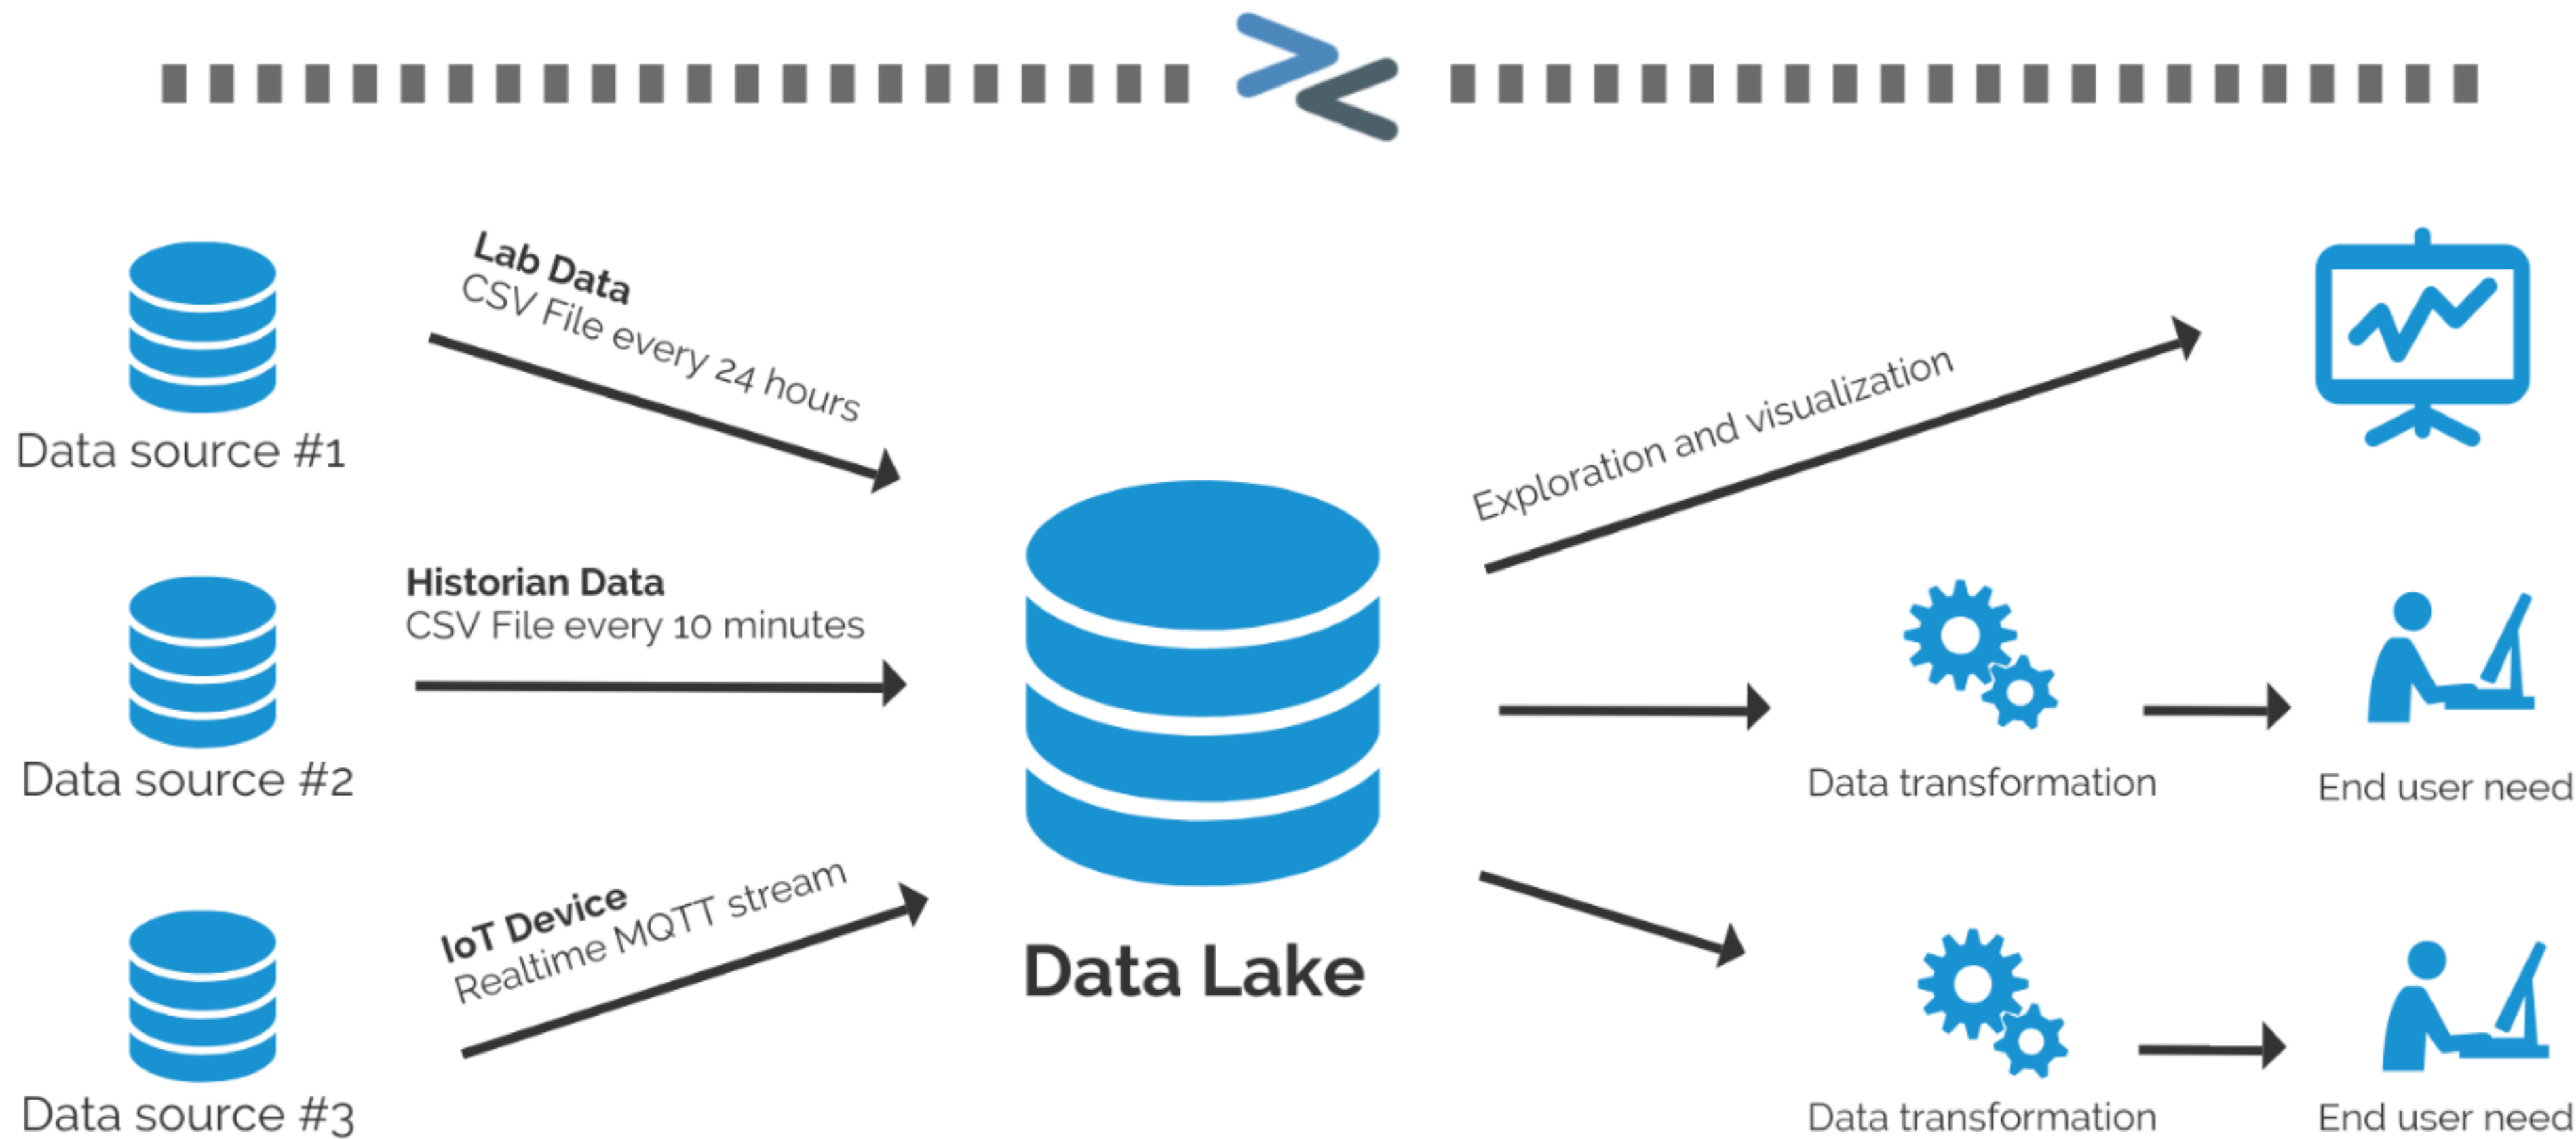 Lab Data
CSV File every 24 hours
Data source #1
Exploration and visualization
Historian Data
CSV File every 10 minutes
Data source #2
Data transformation
End user need
IoT Device
Realtime MQTT stream
Data Lake
Data source #3
Data transformation
End user need